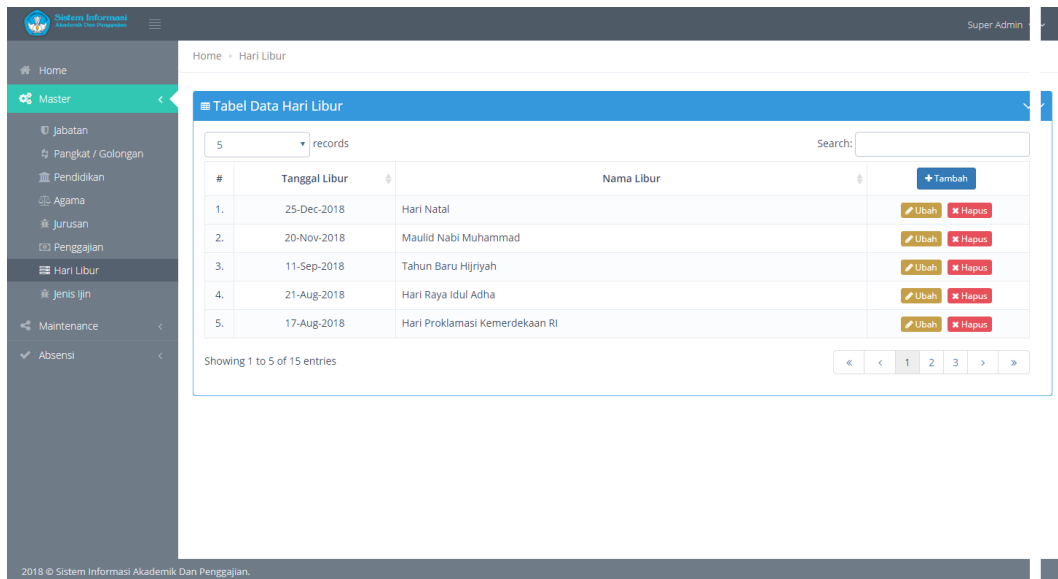 Sistem Informasi
Akademik Dan Penggajian
Super Admin
Home
Hari Libur
Home
Master
Jabatan
Pangkat / Golongan
Pendidikan
Agama
Jurusan
Penggajian
Hari Libur
Jenis Ijin
Maintenance
Absensi
Tabel Data Hari Libur
5 records Search:
# Tanggal Libur Nama Libur Tambah
1. 25-Dec-2018 Hari Natal Ubah Hapus
2. 20-Nov-2018 Maulid Nabi Muhammad Ubah Hapus
3. 11-Sep-2018 Tahun Baru Hijriyah Ubah Hapus
4. 21-Aug-2018 Hari Raya Idul Adha Ubah Hapus
5. 17-Aug-2018 Hari Proklamasi Kemerdekaan RI Ubah Hapus
Showing 1 to 5 of 15 entries « < 1 2 3 > »
2018 © Sistem Informasi Akademik Dan Penggajian.